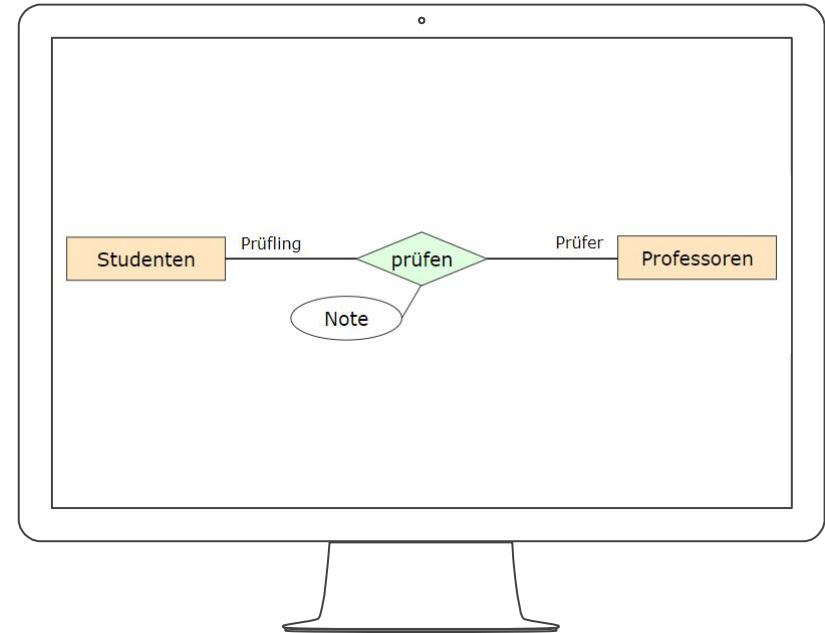 Prüfling
Prüfer
Studenten
prüfen
Professoren
Note